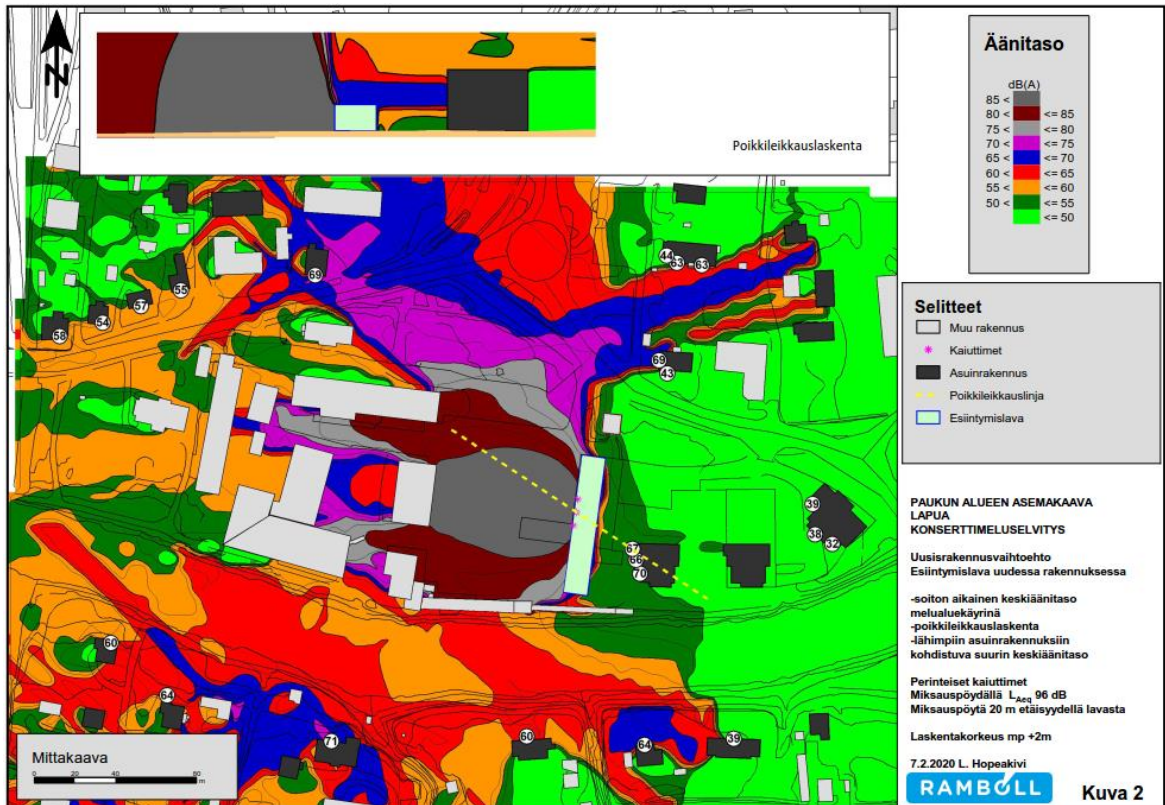 N
Poikkileikkauslaskenta
Äänitaso
dB(A)
85 <
80 < <= 85
75 < <= 80
70 < <= 75
65 < <= 70
60 < <= 65
55 < <= 60
50 < <= 55
<= 50
Selitteet
Muu rakennus
Kaiuttimet
Asuinrakennus
Poikkileikkauslinja
Esiintymislava
PAUKUN ALUEEN ASEMAKAAVA
LAPUA
KONSERTTIMELUSELVITYS
Uusisrakennusvaihtoehto
Esiintymislava uudessa rakennuksessa
-soiton aikainen keskiäänitaso
melualuekäyrinä
-poikkileikkauslaskenta
-lähimpiin asuinrakennuksiin
kohdistuva suurin keskiäänitaso
Perinteiset kaiuttimet
Miksauspöydällä LAeq 96 dB
Miksauspöytä 20 m etäisyydellä lavasta
Laskentakorkeus mp +2m
7.2.2020 L. Hopeakivi
RAMBOLL
Kuva 2
44
63
63
69
55
57
54
58
69
43
39
38
32
67
66
70
60
64
71
60
64
39
Mittakaava
0 20 40 80
m